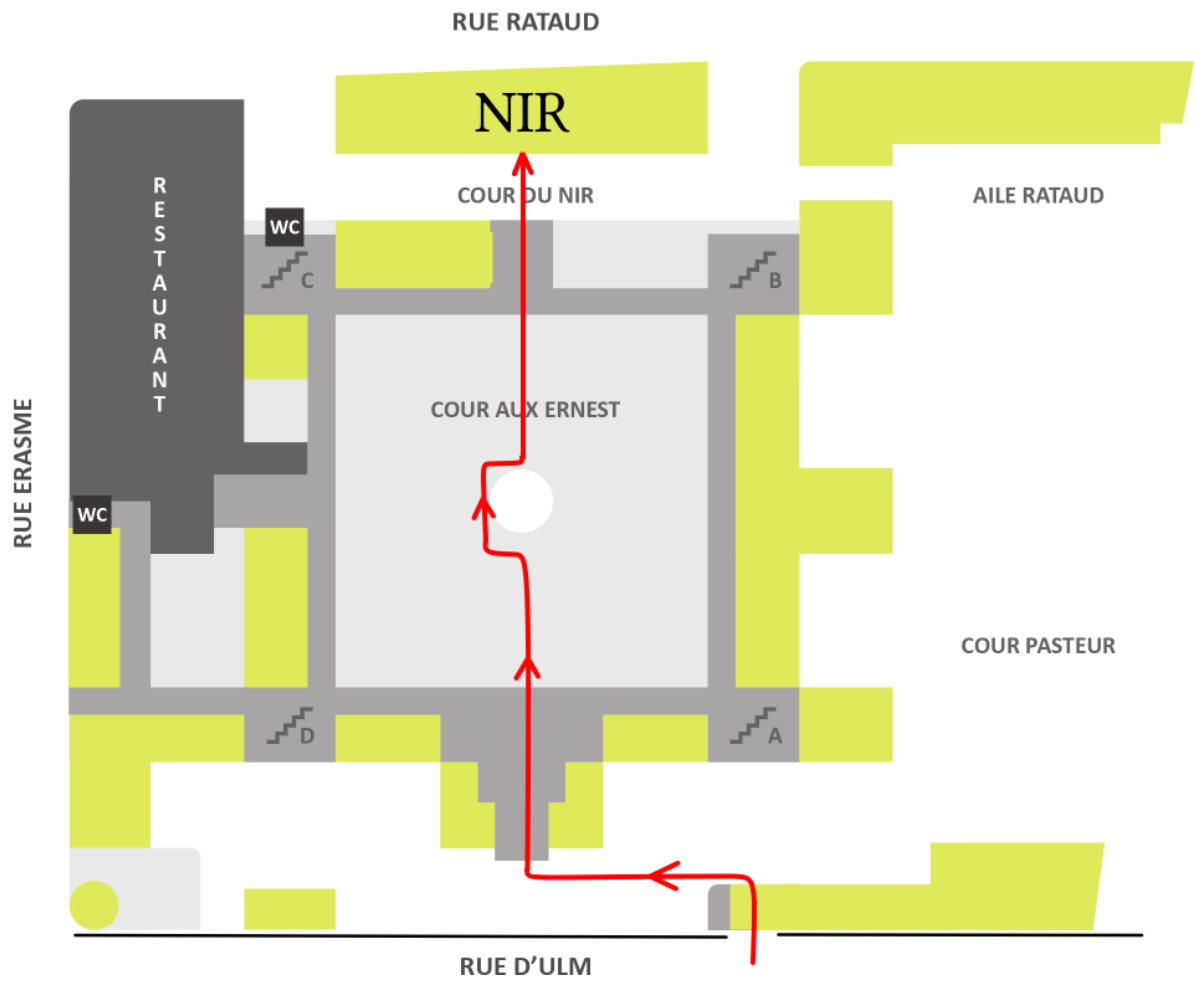 RUE RATAUD
NIR
RESTAURANT
COUR DU NIR
AILE RATAUD
WC
C
B
RUE ERASME
COUR AUX ERNEST
WC
COUR PASTEUR
D
A
RUE D'ULM